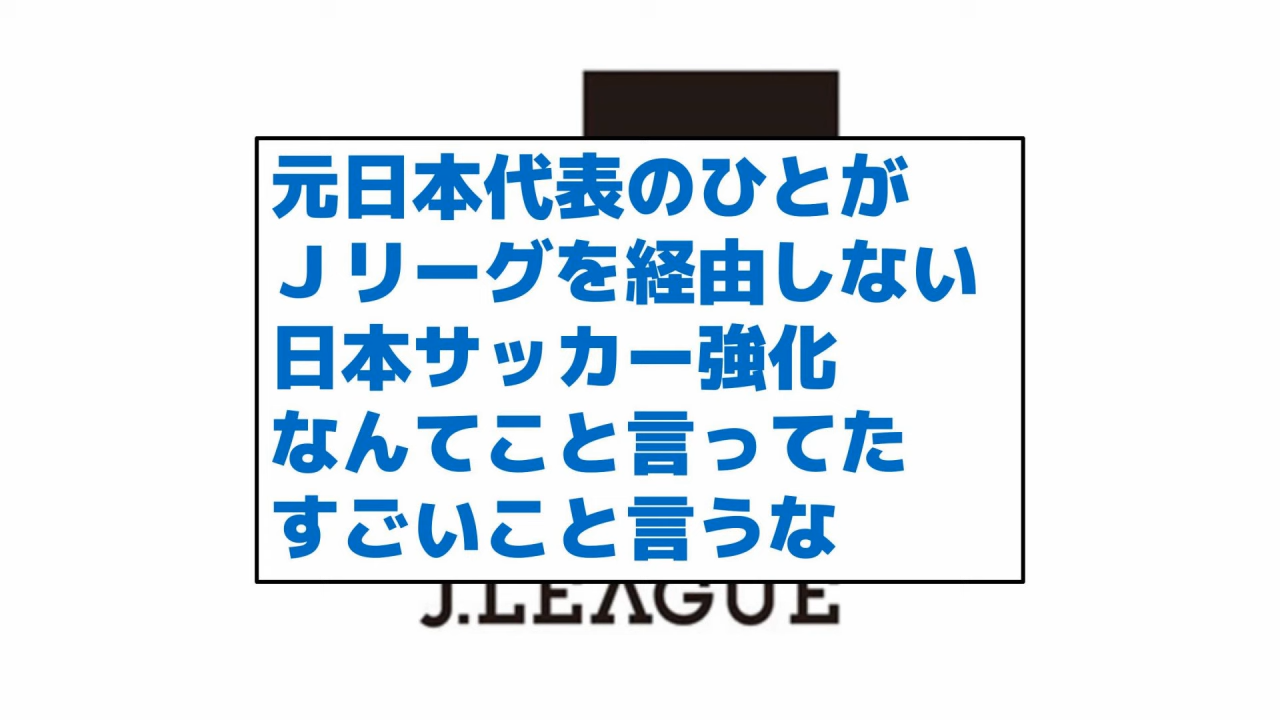 元日本代表のひとが
Ｊリーグを経由しない
日本サッカー強化
なんてこと言ってた
すごいこと言うな
J.LEAGUE